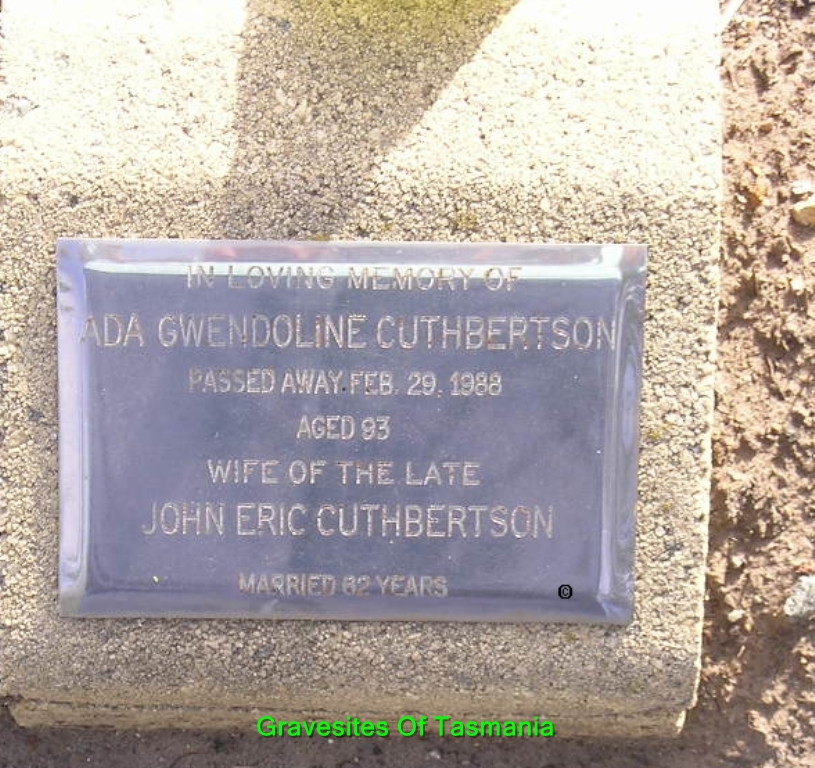 IN LOVING MEMORY OF
ADA GWENDOLINE CUTHBERTSON
PASSED AWAY FEB. 29, 1988
AGED 93
WIFE OF THE LATE
JOHN ERIC CUTHBERTSON
MARRIED 62 YEARS
©
Gravesites Of Tasmania